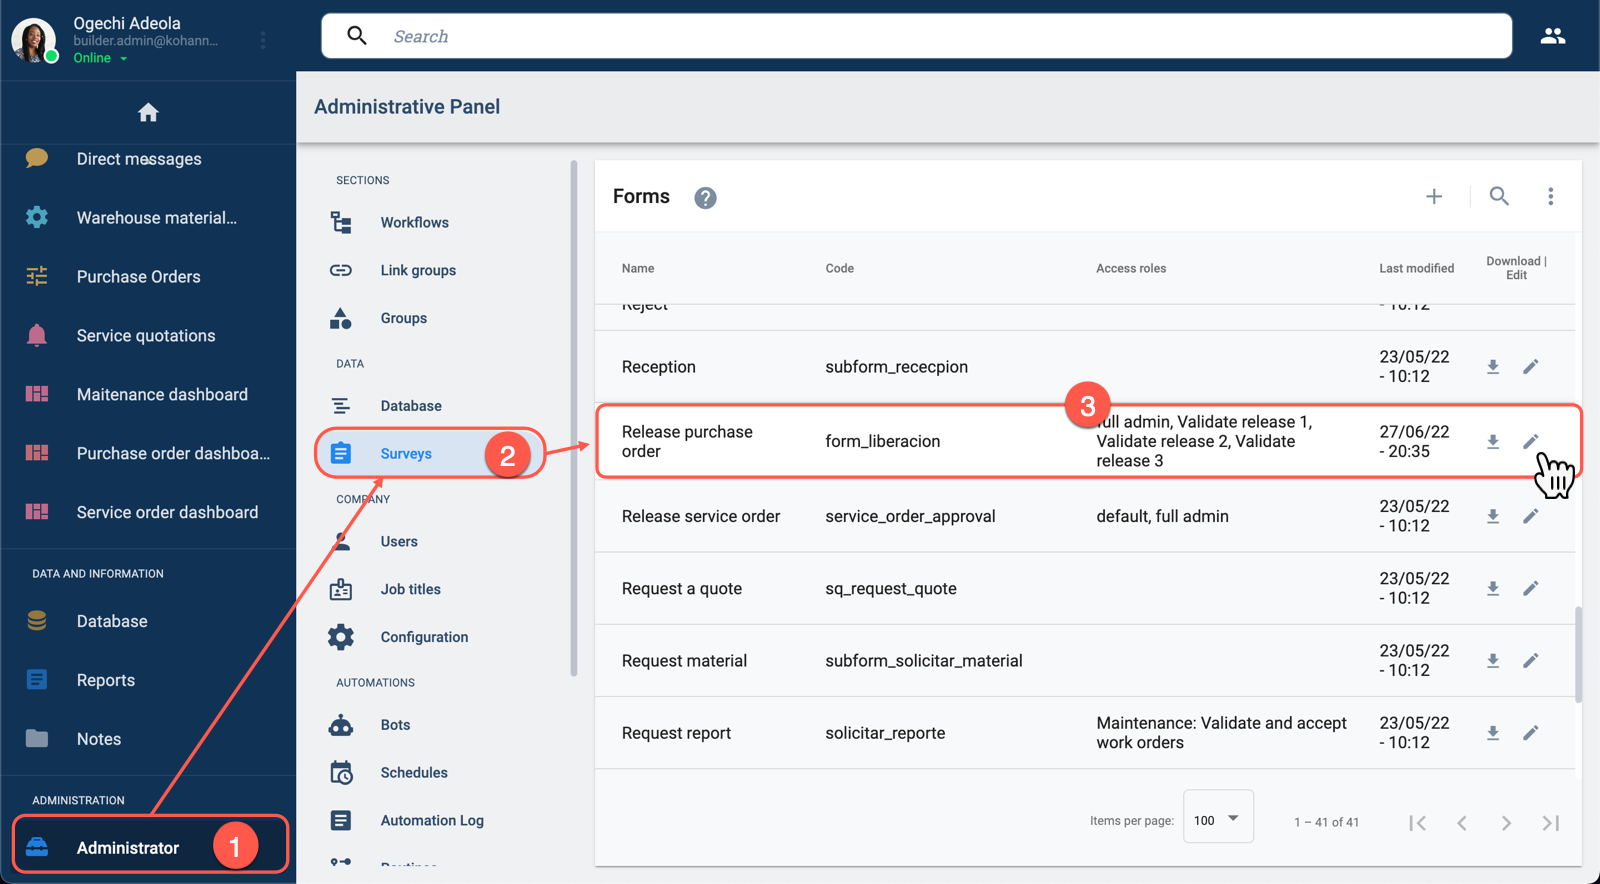 Ogechi Adeola
builder.admin@kohann...
Online
Search
Direct messages
Warehouse material...
Purchase Orders
Service quotations
Maitenance dashboard
Purchase order dashboa...
Service order dashboard
DATA AND INFORMATION
Database
Reports
Notes
ADMINISTRATION
Administrator
1
Administrative Panel
SECTIONS
Workflows
Link groups
Groups
DATA
Database
Surveys
2
COMPANY
Users
Job titles
Configuration
AUTOMATIONS
Bots
Schedules
Automation Log
Routines
Forms ?
Name Code Access roles Last modified Download |
Edit
Reject - 10:12
Reception subform_rececpion 23/05/22
- 10:12
3
Release purchase
order
form_liberacion
full admin, Validate release 1,
Validate release 2, Validate
release 3
27/06/22
- 20:35
Release service order service_order_approval default, full admin 23/05/22
- 10:12
Request a quote sq_request_quote 23/05/22
- 10:12
Request material subform_solicitar_material 23/05/22
- 10:12
Request report solicitar_reporte Maintenance: Validate and accept
work orders
23/05/22
- 10:12
Items per page: 100 1 – 41 of 41